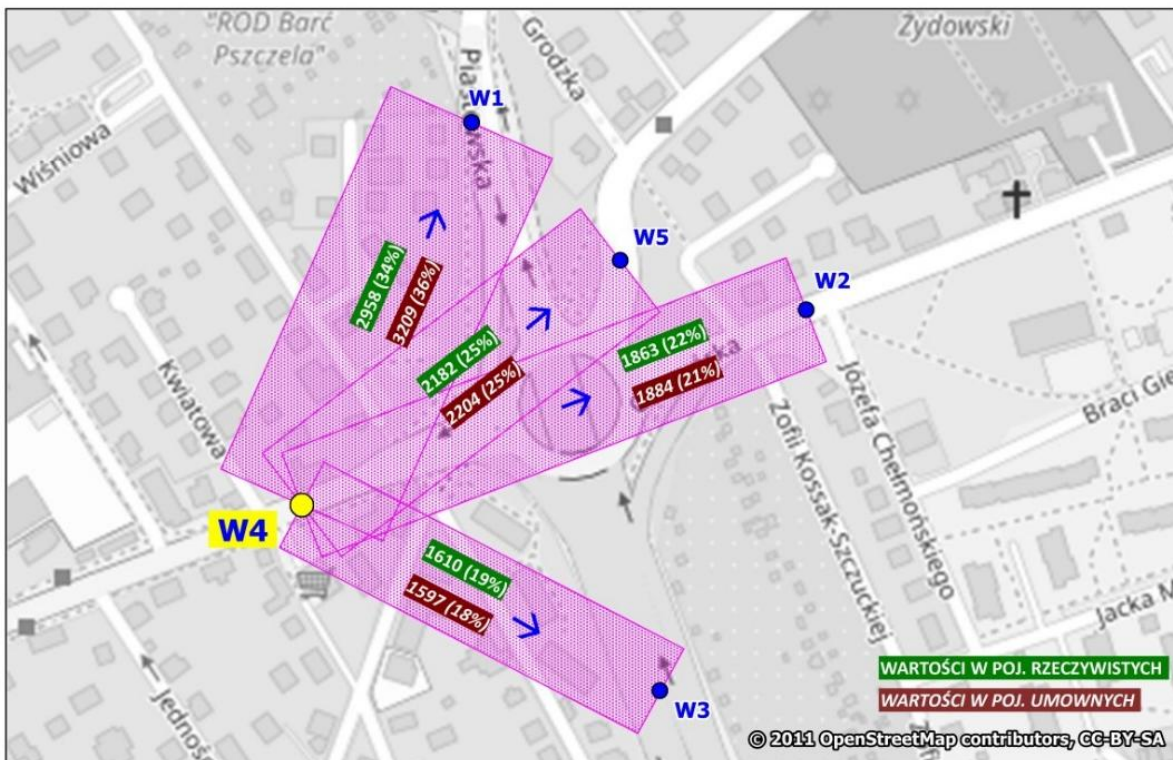 "ROD Barć
Pszczela"
Wiśniowa
Grodzka
Żydowski
W1
W5
W2
2958 (34%)
3209 (36%)
2182 (25%)
2204 (25%)
1863 (22%)
1884 (21%)
Kwiatowa
W4
1610 (19%)
1597 (18%)
Zofii Kossak-Szczuckiej
Józefa Chełmońskiego
Braci Gie
Jacka M
W3
WARTOŚCI W POJ. RZECZYWISTYCH
WARTOŚCI W POJ. UMOWNYCH
© 2011 OpenStreetMap contributors, CC-BY-SA